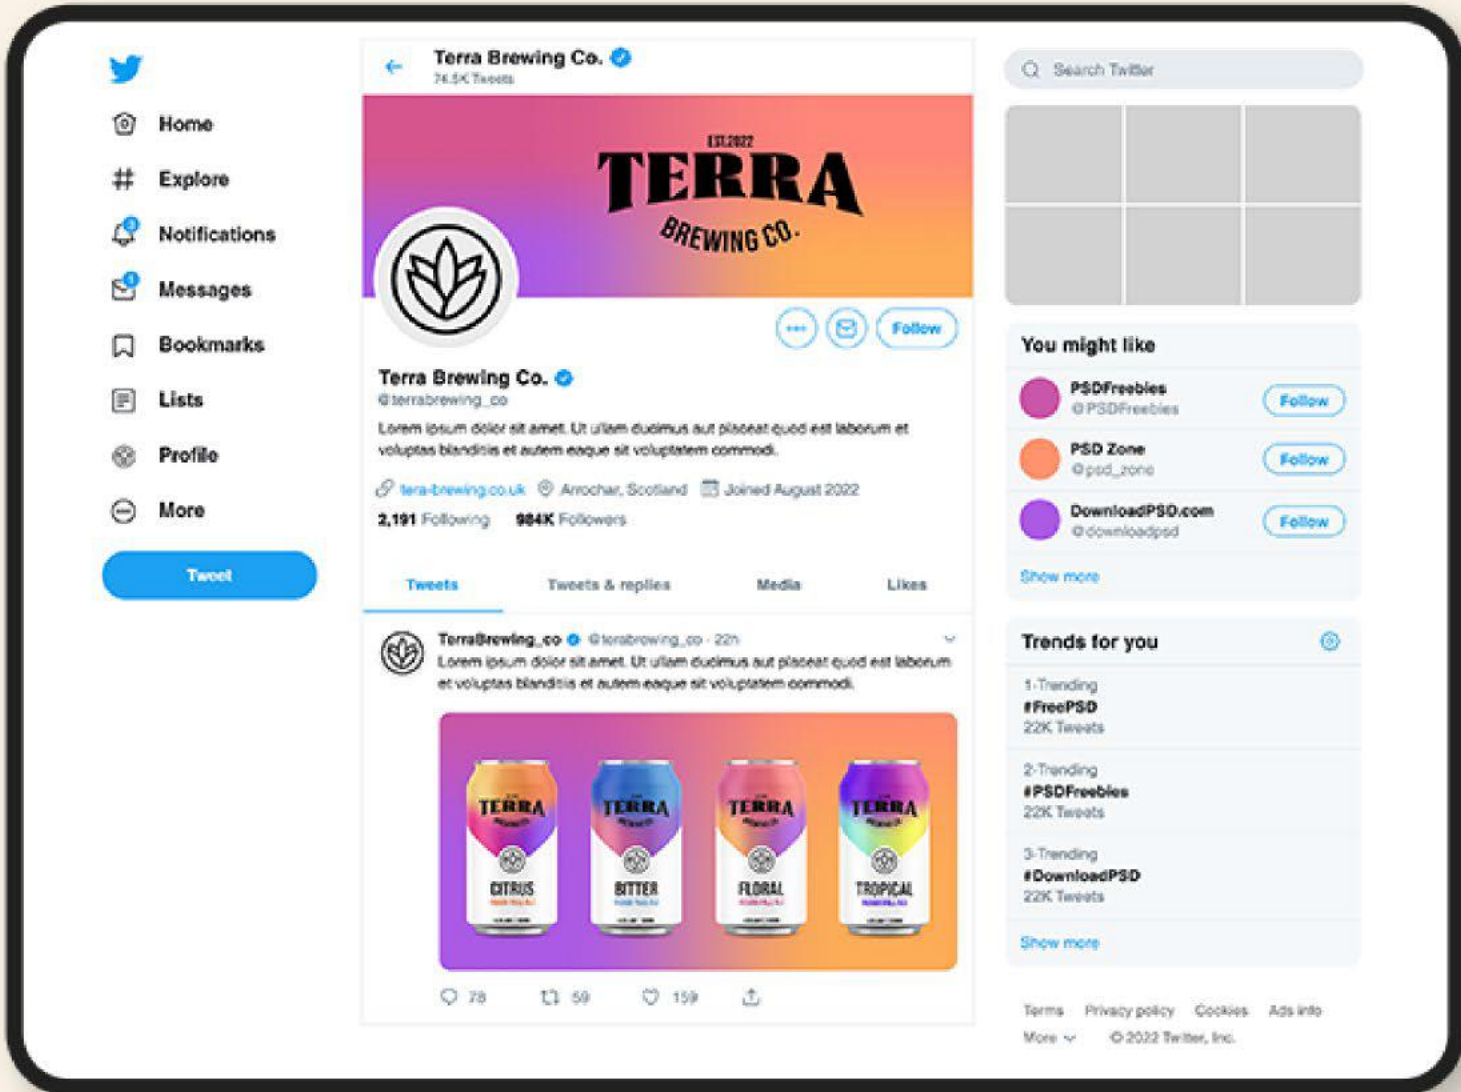 Home
Explore
3
Notifications
Messages
Bookmarks
Lists
Profile
More
Tweet
Terra Brewing Co.
74.5K Tweets
EST.2022
TERRA
BREWING CO.
Follow
Terra Brewing Co.
@terrabrewing_co
Lorem ipsum dolor sit amet. Ut ullam ducimus aut placeat quod est laborum et
voluptas blanditiis et autem eaque sit voluptatem commodi.
tera-brewing.co.uk Arrochar, Scotland Joined August 2022
2,191 Following 984K Followers
Tweets Tweets & replies Media Likes
TerraBrewing_co @terabrewing_co · 22h
Lorem ipsum dolor sit amet. Ut ullam ducimus aut placeat quod est laborum
et voluptas blanditiis et autem eaque sit voluptatem commodi.
TERRA
CITRUS
TERRA
BITTER
TERRA
FLORAL
TERRA
TROPICAL
78 59 159
Search Twitter
You might like
PSDFreebies
@PSDFreebies
Follow
PSD Zone
@psd_zone
Follow
DownloadPSD.com
@downloadpsd
Follow
Show more
Trends for you
1-Trending
#FreePSD
22K Tweets
2-Trending
#PSDFreebies
22K Tweets
3-Trending
#DownloadPSD
22K Tweets
Show more
Terms Privacy policy Cookies Ads info
More © 2022 Twitter, Inc.